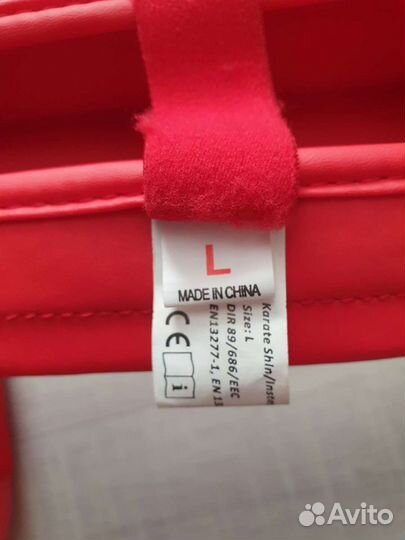 L
MADE IN CHINA
Karate Shin/Inste
Size: L
DIR 89/686/EEC
EN13277-1, EN 13
CE
i
Avito